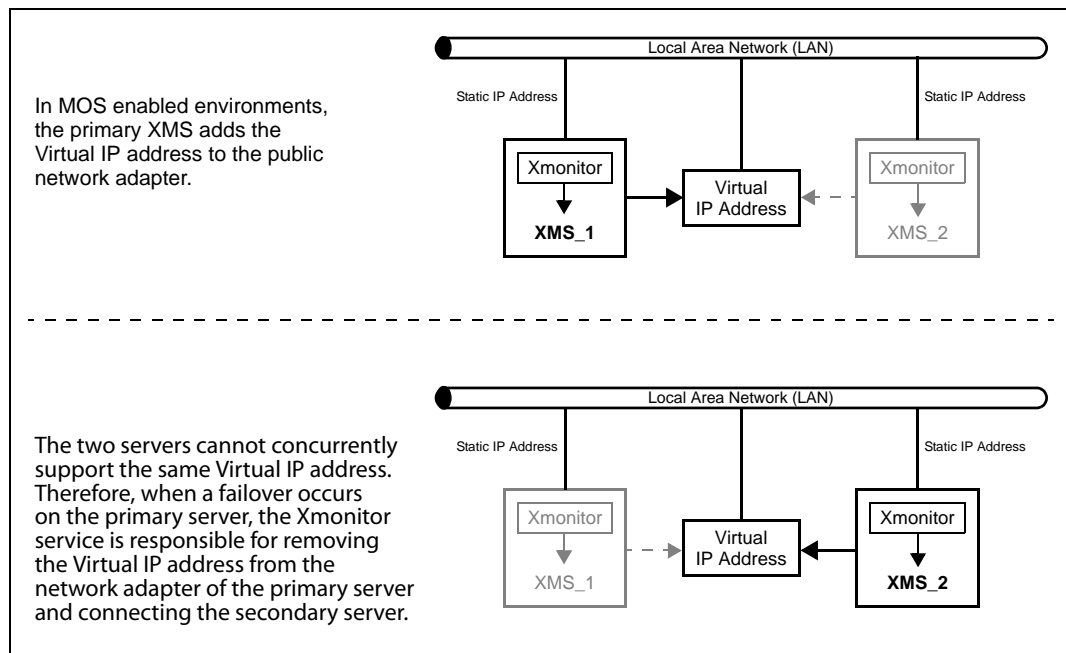 Local Area Network (LAN)
Static IP Address
Static IP Address
In MOS enabled environments,
the primary XMS adds the
Virtual IP address to the public
network adapter.
Xmonitor
XMS_1
Virtual
IP Address
Xmonitor
XMS_2
Local Area Network (LAN)
Static IP Address
Static IP Address
The two servers cannot concurrently
support the same Virtual IP address.
Therefore, when a failover occurs
on the primary server, the Xmonitor
service is responsible for removing
the Virtual IP address from the
network adapter of the primary server
and connecting the secondary server.
Xmonitor
XMS_1
Virtual
IP Address
Xmonitor
XMS_2